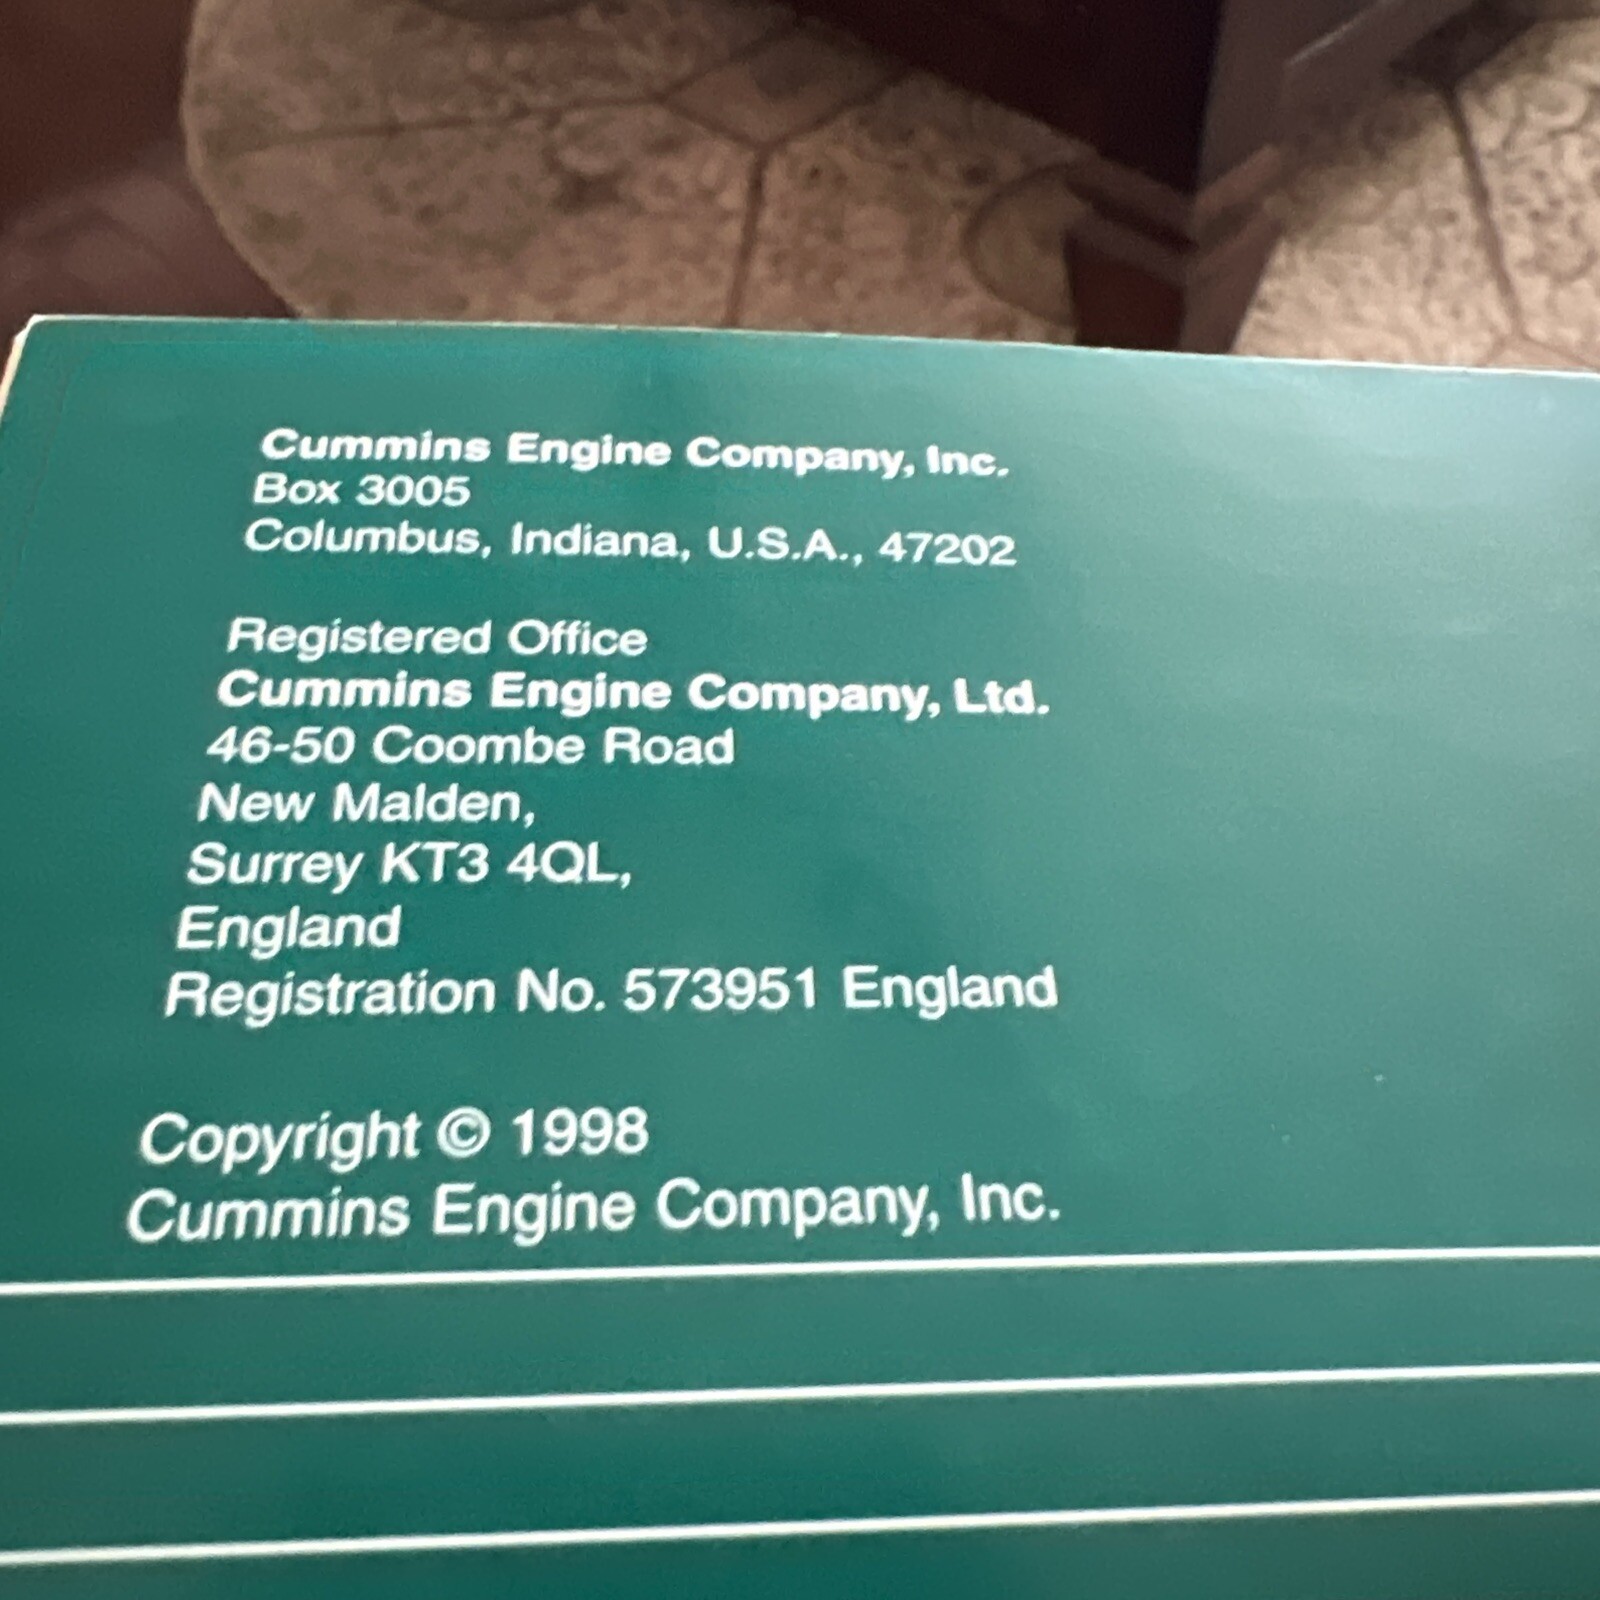 Cummins Engine Company, Inc.
Box 3005
Columbus, Indiana, U.S.A., 47202
Registered Office
Cummins Engine Company, Ltd.
46-50 Coombe Road
New Malden,
Surrey KT3 4QL,
England
Registration No. 573951 England
Copyright © 1998
Cummins Engine Company, Inc.